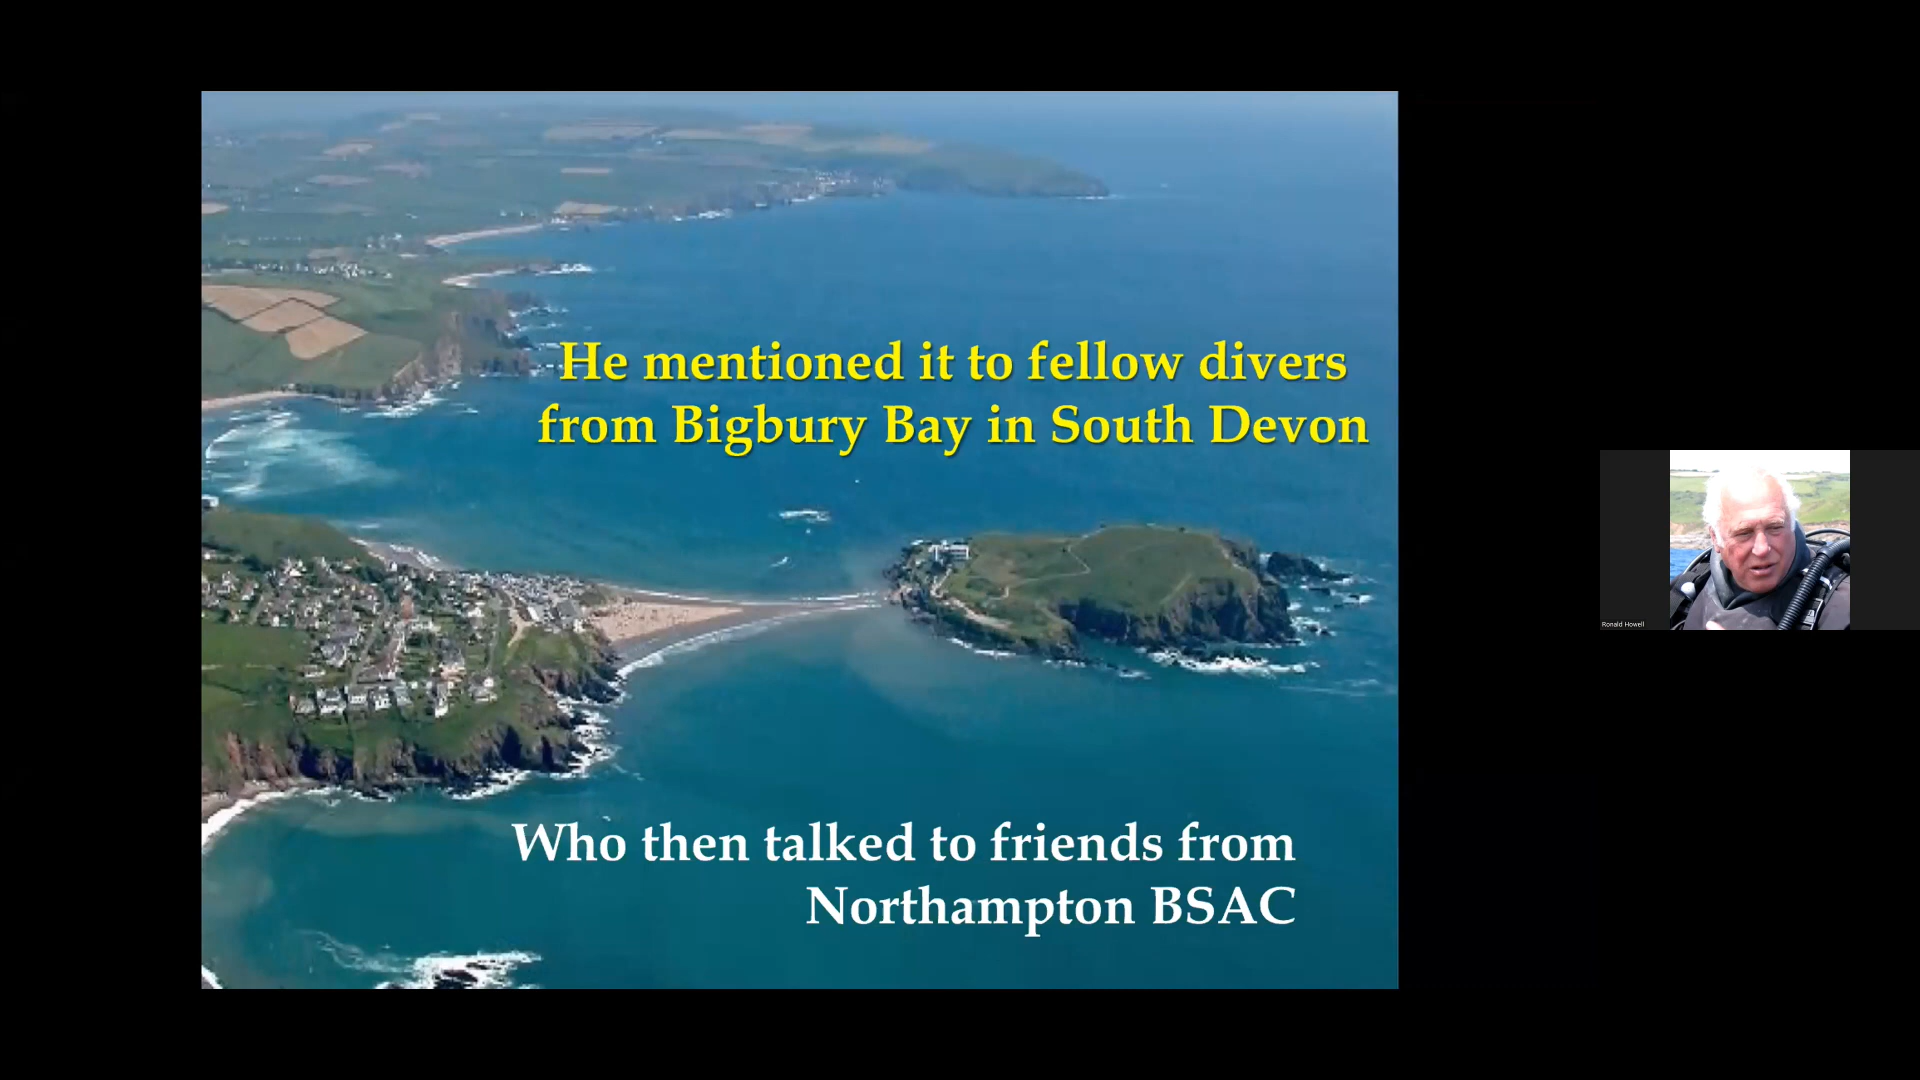 He mentioned it to fellow divers
from Bigbury Bay in South Devon
Who then talked to friends from
Northampton BSAC
Ronald Howell